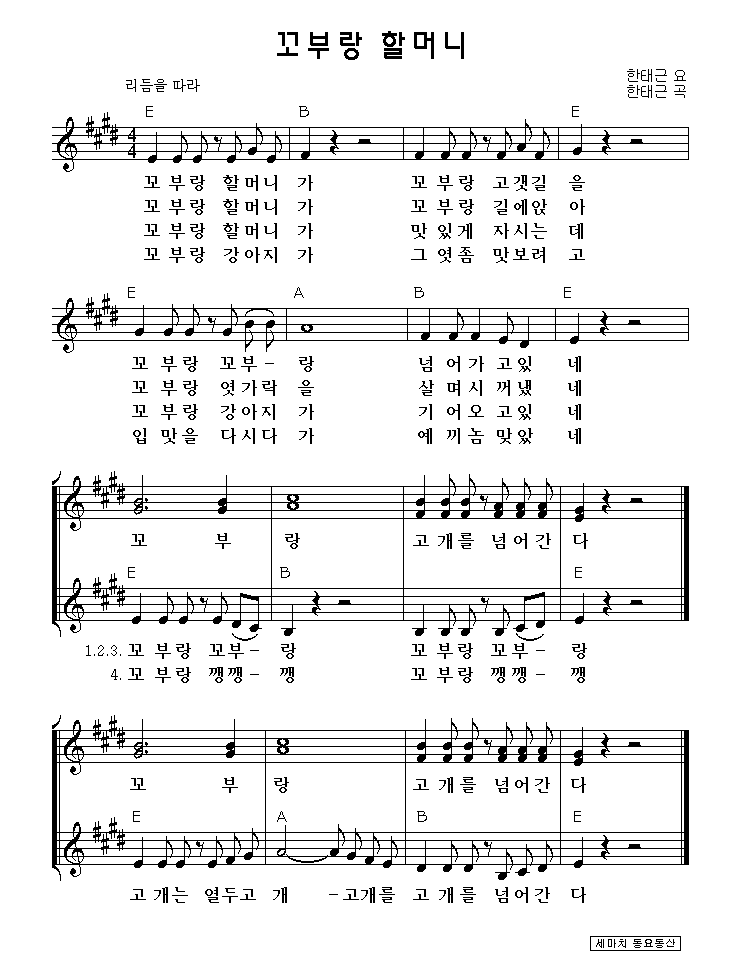 꼬부랑 할머니
리듬을 따라
한태근 요
한태근 곡
E B E
4 4
꼬 부랑 할머니 가 꼬 부랑 고갯길 을
꼬 부랑 할머니 가 꼬 부랑 길에앉 아
꼬 부랑 할머니 가 맛 있게 자시는 데
꼬 부랑 강아지 가 그 엿좀 맛보려 고
E A B E
꼬 부랑 꼬부- 랑 넘 어가 고있 네
꼬 부랑 엿가락 을 살 며시 꺼냈 네
꼬 부랑 강아지 가 기 어오 고있 네
입 맛을 다시다 가 예 끼놈 맞았 네
꼬 부 랑 고 개를 넘어간 다
E B E
1.2.3. 꼬 부랑 꼬부- 랑 꼬 부랑 꼬부- 랑
4. 꼬 부랑 깽깽- 깽 꼬 부랑 깽깽- 깽
꼬 부 랑 고 개를 넘어간 다
E A B E
고 개는 열두고 개 -고개를 고 개를 넘어간 다
세마치 동요동산